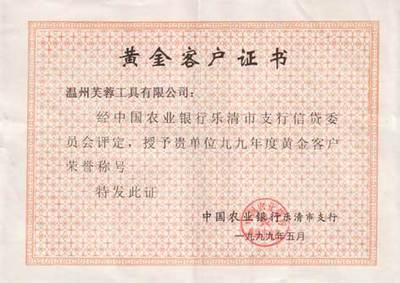 黄金客户证书
温州芙蓉工具有限公司：
经中国农业银行乐清市支行信贷委
员会评定，授予贵单位九九年度黄金客户
荣誉称号
特发此证
中国农业银行乐清市支行
一九九九年五月